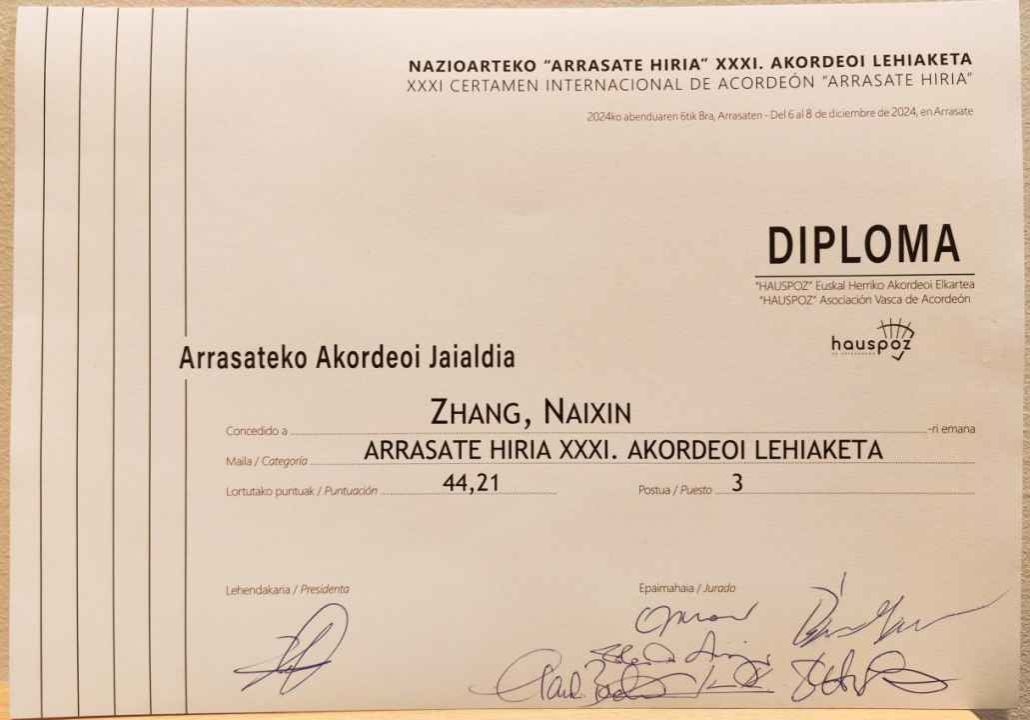 NAZIOARTEKO "ARRASATE HIRIA" XXXI. AKORDEOI LEHIAKETA
XXXI CERTAMEN INTERNACIONAL DE ACORDEÓN "ARRASATE HIRIA"
2024ko abenduaren 6tik 8ra, Arrasaten - Del 6 al 8 de diciembre de 2024, en Arrasate
DIPLOMA
"HAUSPOZ" Euskal Herriko Akordeoi Elkartea
"HAUSPOZ" Asociación Vasca de Acordeón
hauspoz
Arrasateko Akordeoi Jaialdia
Concedido a ZHANG, NAIXIN -ri emana
Maila / Categoría ARRASATE HIRIA XXXI. AKORDEOI LEHIAKETA
Lortutako puntuak / Puntuación 44,21 Postua / Puesto 3
Lehendakaria / Presidenta Epaimahaia / Jurado